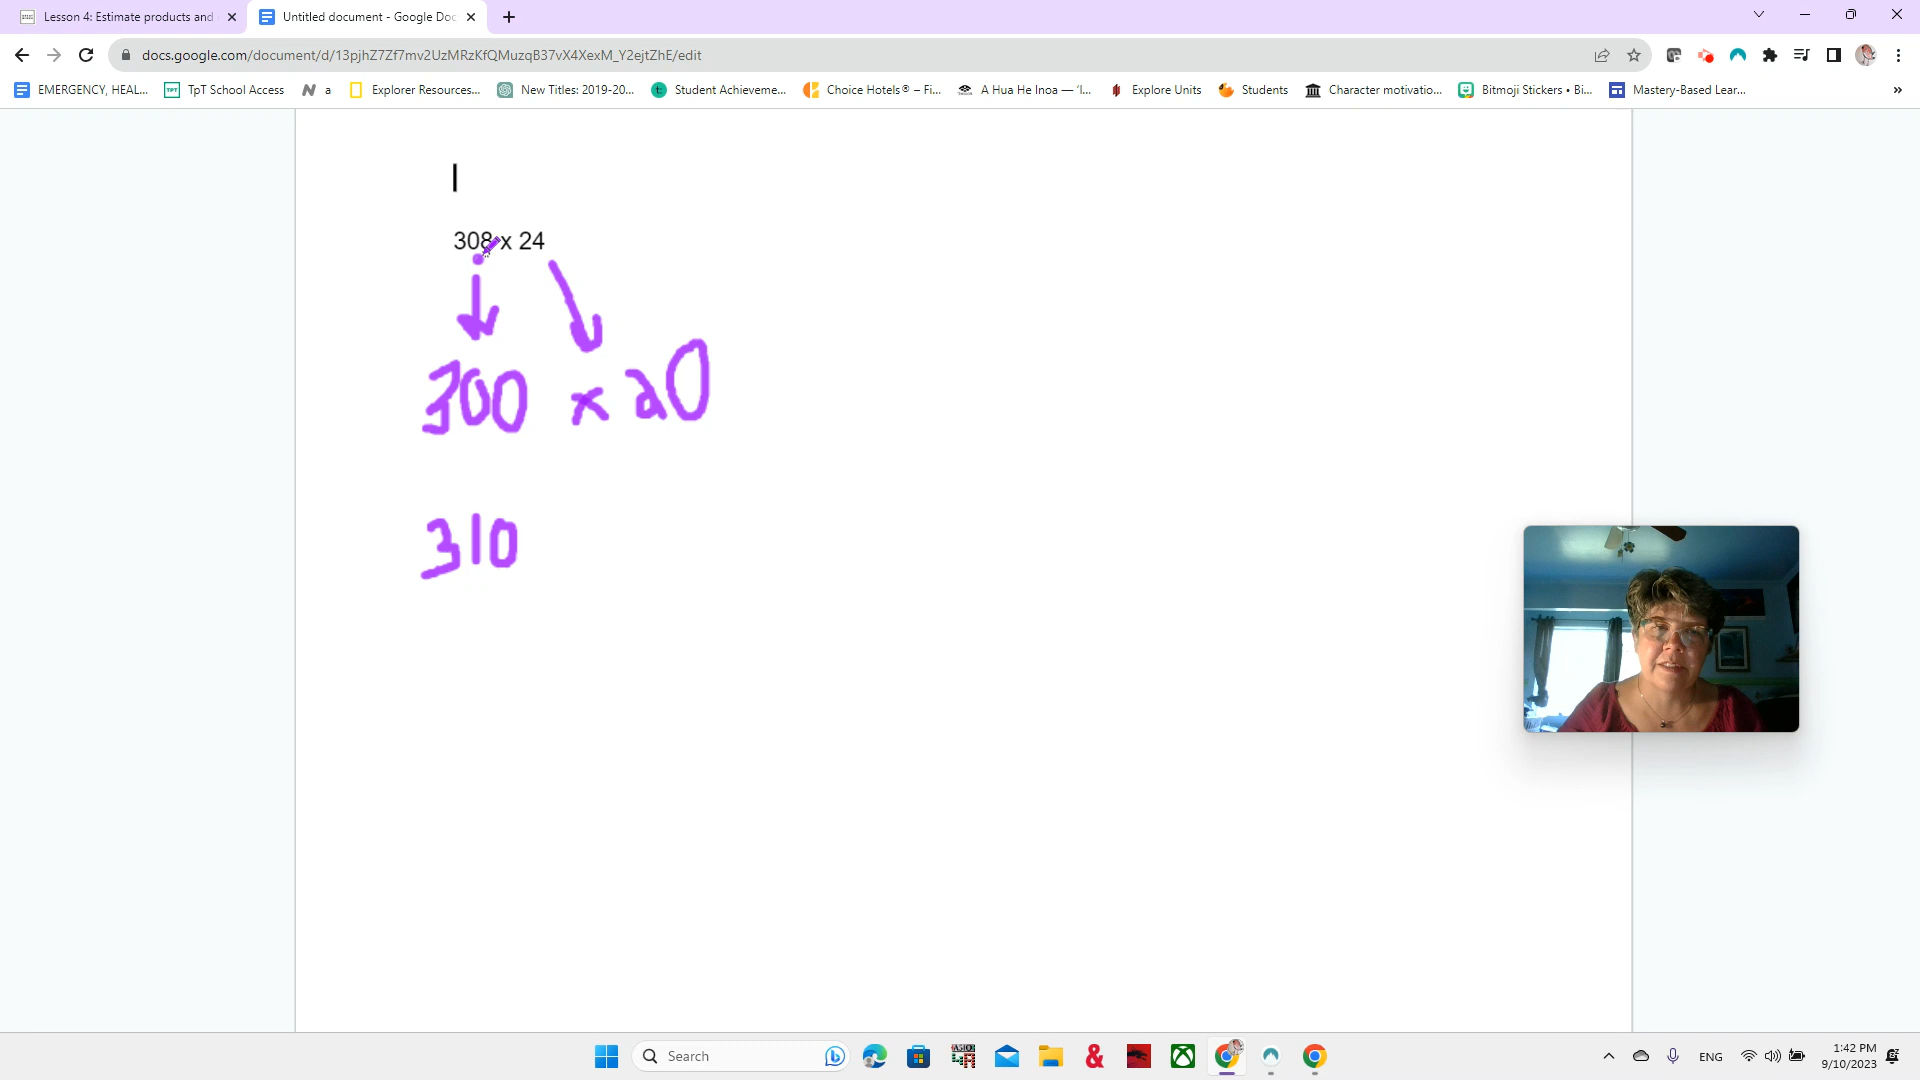 Lesson 4: Estimate products and
Untitled document - Google Doc
docs.google.com/document/d/13pjhZ7Zf7mv2UzMRzKfQMuzqB37vX4XexM_Y2ejtZhE/edit
EMERGENCY, HEAL... TPT TpT School Access a Explorer Resources... New Titles: 2019-20... Student Achieveme... Choice Hotels® – Fi... A Hua He Inoa — ‘I... Explore Units Students Character motivatio... Bitmoji Stickers • Bi... Mastery-Based Lear... »
308 x 24
300 x 20
310
Search ENG 1:42 PM
9/10/2023